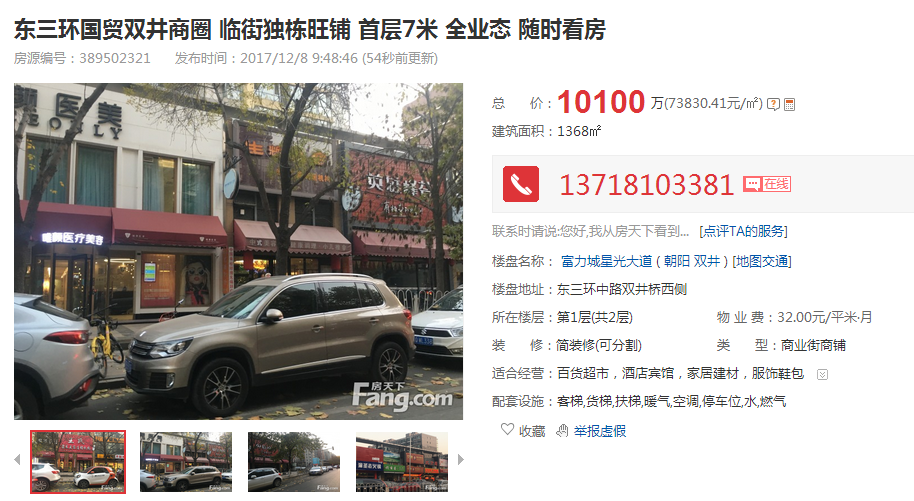 东三环国贸双井商圈 临街独栋旺铺 首层7米 全业态 随时看房
房源编号：389502321 发布时间：2017/12/8 9:48:46 (54秒前更新)
医美
瞳颜医疗美容
房天下
Fang.com
总 价：10100 万(73830.41元/㎡)
建筑面积：1368㎡
13718103381 在线
联系时请说:您好,我从房天下看到... [点评TA的服务]
楼盘名称： 富力城星光大道 ( 朝阳 双井 ) [地图交通]
楼盘地址：东三环中路双井桥西侧
所在楼层：第1层(共2层) 物 业 费：32.00元/平米·月
装 修：简装修(可分割) 类 型：商业街商铺
适合经营：百货超市，酒店宾馆，家居建材，服饰鞋包
配套设施：客梯,货梯,扶梯,暖气,空调,停车位,水,燃气
收藏 举报虚假